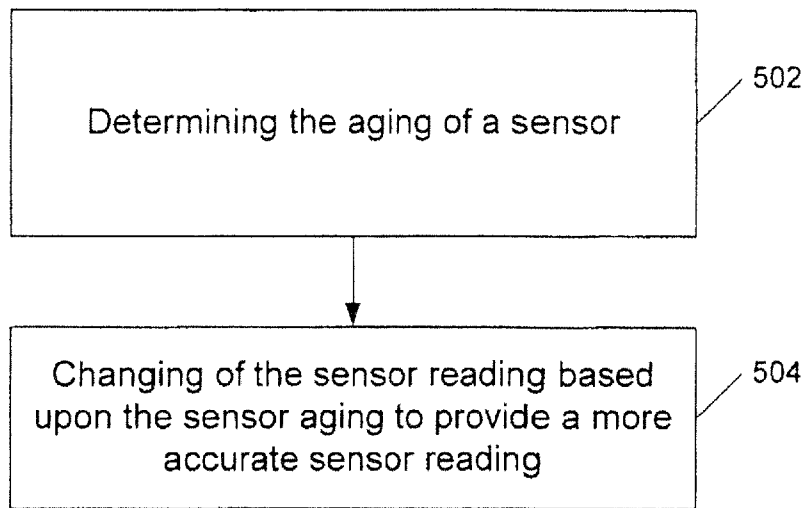 Determining the aging of a sensor
502
Changing of the sensor reading based
upon the sensor aging to provide a more
accurate sensor reading
504